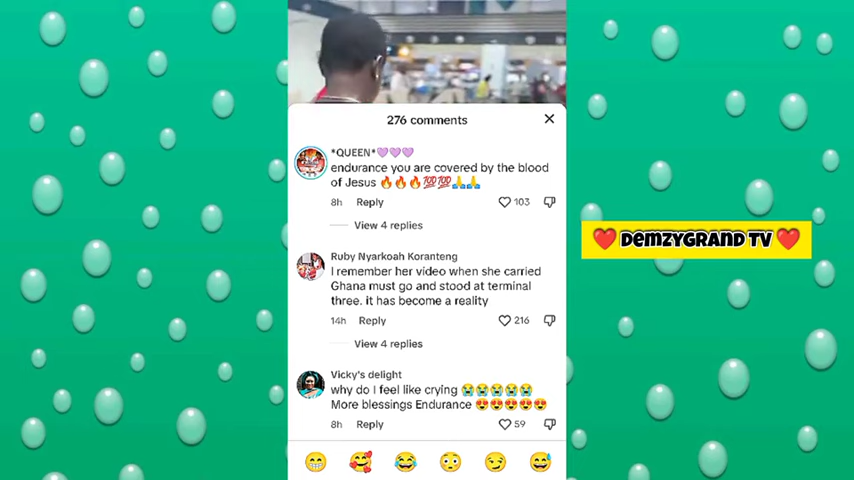 276 comments
*QUEEN*💜💜💜
endurance you are covered by the blood
of Jesus 🔥🔥🔥💯💯🙏🙏
8h Reply 103
View 4 replies
Ruby Nyarkoah Koranteng
I remember her video when she carried
Ghana must go and stood at terminal
three. it has become a reality
14h Reply 216
View 4 replies
Vicky's delight
why do I feel like crying 😭😭😭😭😭
More blessings Endurance 😍😍😍😍😍
8h Reply 59
❤️ DEMZYGRAND TV ❤️